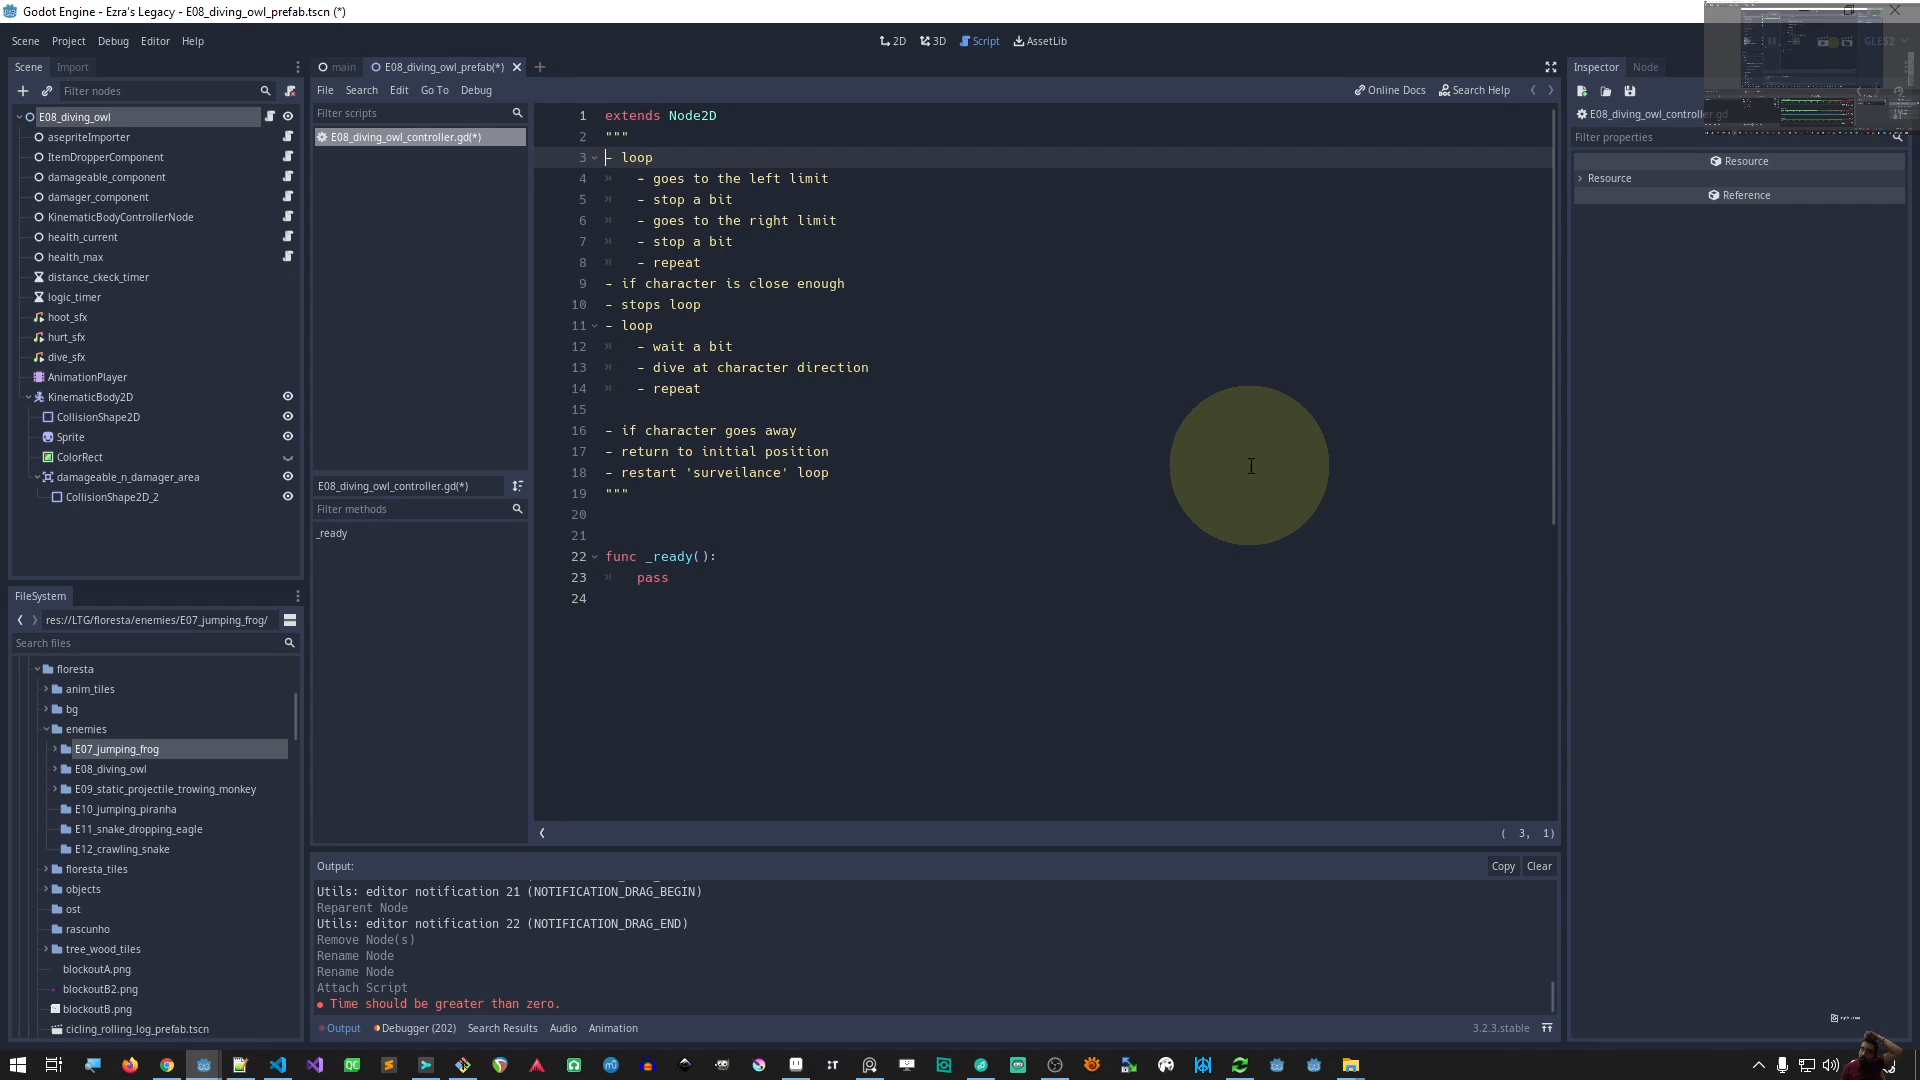 Godot Engine - Ezra's Legacy - E08_diving_owl_prefab.tscn (*)
Scene Project Debug Editor Help
2D 3D Script AssetLib
GLES2
Scene Import
Filter nodes
E08_diving_owl
asepriteImporter
ItemDropperComponent
damageable_component
damager_component
KinematicBodyControllerNode
health_current
health_max
distance_ckeck_timer
logic_timer
hoot_sfx
hurt_sfx
dive_sfx
AnimationPlayer
KinematicBody2D
CollisionShape2D
Sprite
ColorRect
damageable_n_damager_area
CollisionShape2D_2
FileSystem
res://LTG/floresta/enemies/E07_jumping_frog/
Search files
floresta
anim_tiles
bg
enemies
E07_jumping_frog
E08_diving_owl
E09_static_projectile_trowing_monkey
E10_jumping_piranha
E11_snake_dropping_eagle
E12_crawling_snake
floresta_tiles
objects
ost
rascunho
tree_wood_tiles
blockoutA.png
blockoutB2.png
blockoutB.png
cicling_rolling_log_prefab.tscn
main E08_diving_owl_prefab(*)
File Search Edit Go To Debug
Online Docs Search Help
Filter scripts
E08_diving_owl_controller.gd(*)
E08_diving_owl_controller.gd(*)
Filter methods
_ready
1 extends Node2D
2 """
3 - loop
4 - goes to the left limit
5 - stop a bit
6 - goes to the right limit
7 - stop a bit
8 - repeat
9 - if character is close enough
10 - stops loop
11 - loop
12 - wait a bit
13 - dive at character direction
14 - repeat
15
16 - if character goes away
17 - return to initial position
18 - restart 'surveilance' loop
19 """
20
21
22 func _ready():
23 pass
24
( 3, 1)
Output:
Copy Clear
Utils: editor notification 21 (NOTIFICATION_DRAG_BEGIN)
Reparent Node
Utils: editor notification 22 (NOTIFICATION_DRAG_END)
Remove Node(s)
Rename Node
Rename Node
Attach Script
Time should be greater than zero.
Output Debugger (202) Search Results Audio Animation
3.2.3.stable
Inspector Node
E08_diving_owl_controller.gd
Filter properties
Resource
Resource
Reference